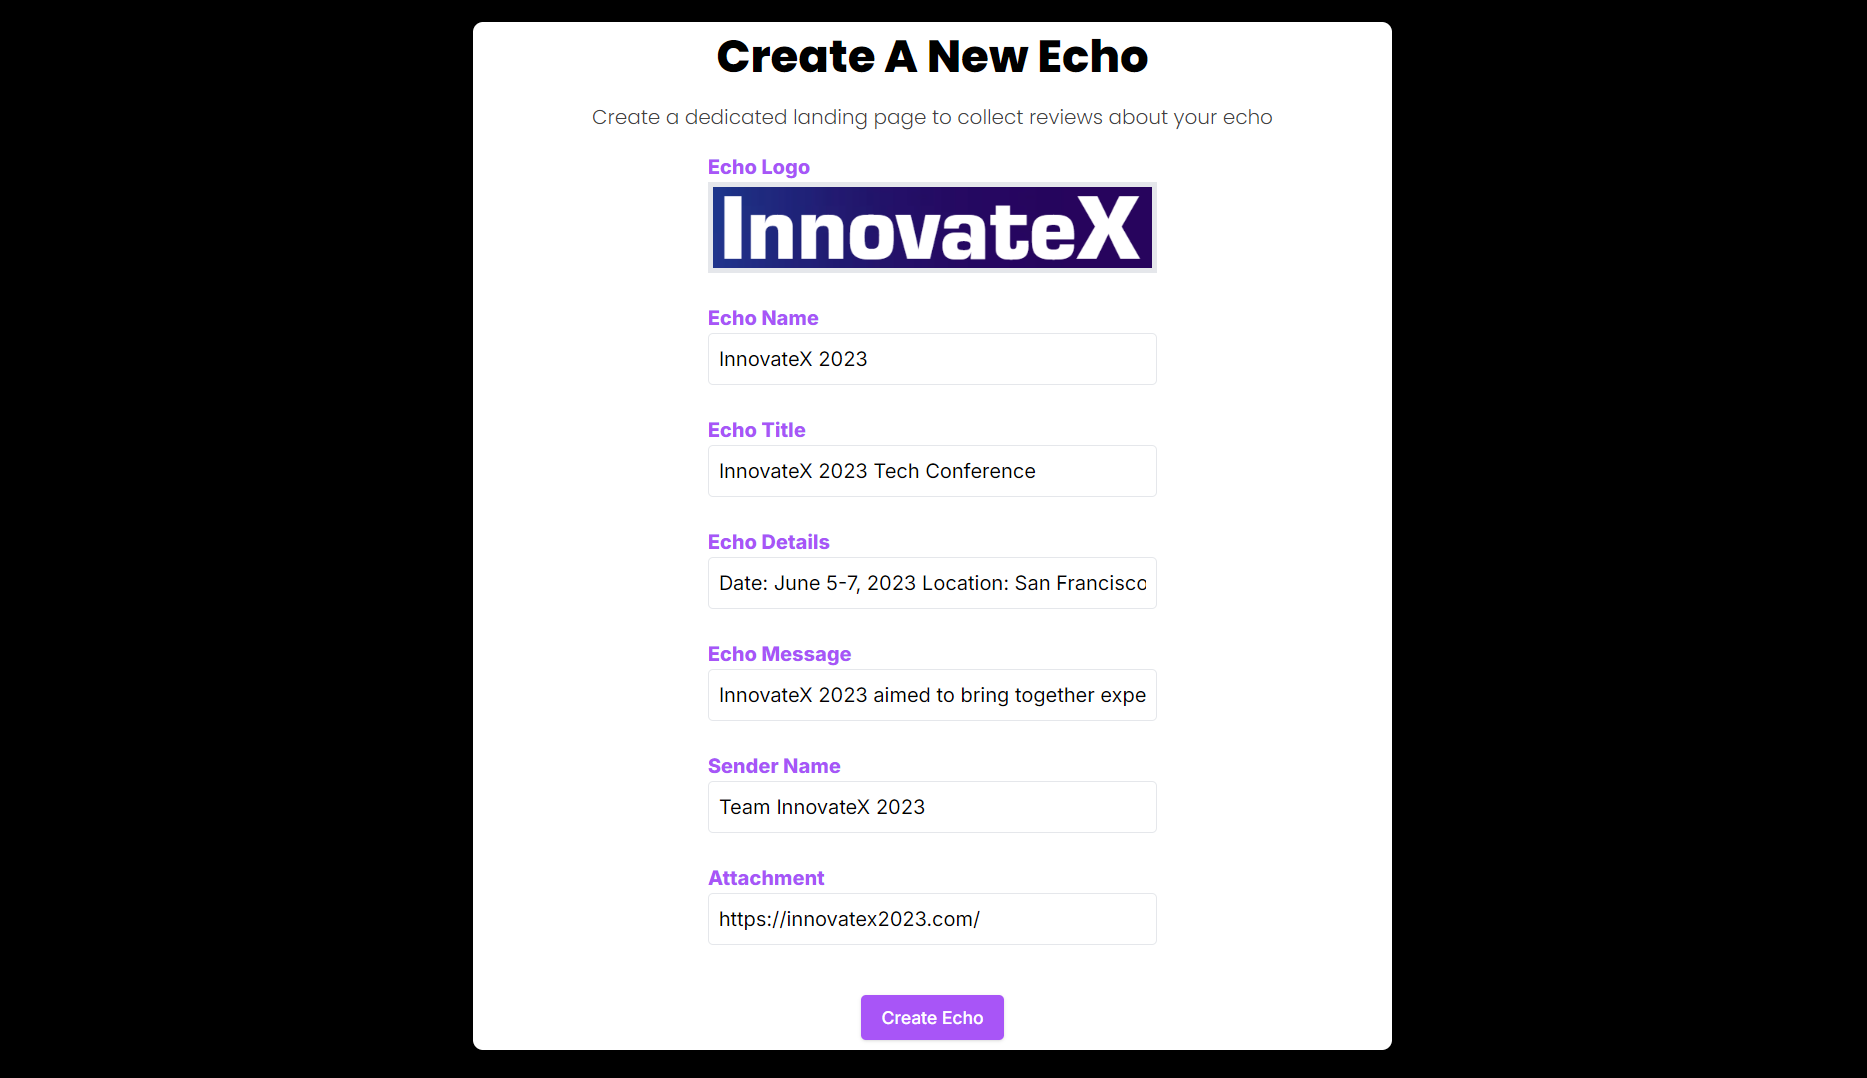 Create A New Echo
Create a dedicated landing page to collect reviews about your echo
Echo Logo
InnovateX
Echo Name
InnovateX 2023
Echo Title
InnovateX 2023 Tech Conference
Echo Details
Date: June 5-7, 2023 Location: San Francisco
Echo Message
InnovateX 2023 aimed to bring together expe
Sender Name
Team InnovateX 2023
Attachment
https://innovatex2023.com/
Create Echo